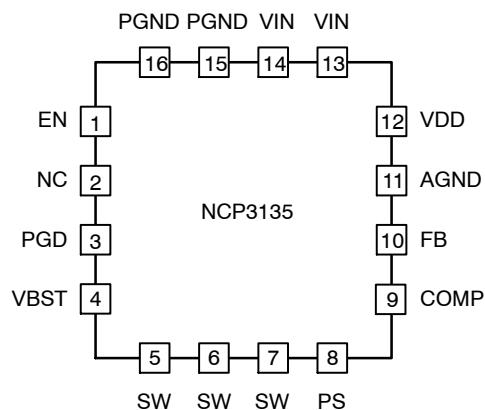 PGND PGND VIN VIN
16 15 14 13
EN 1 12 VDD
NC 2 11 AGND
NCP3135
PGD 3 10 FB
VBST 4 9 COMP
5 6 7 8
SW SW SW PS